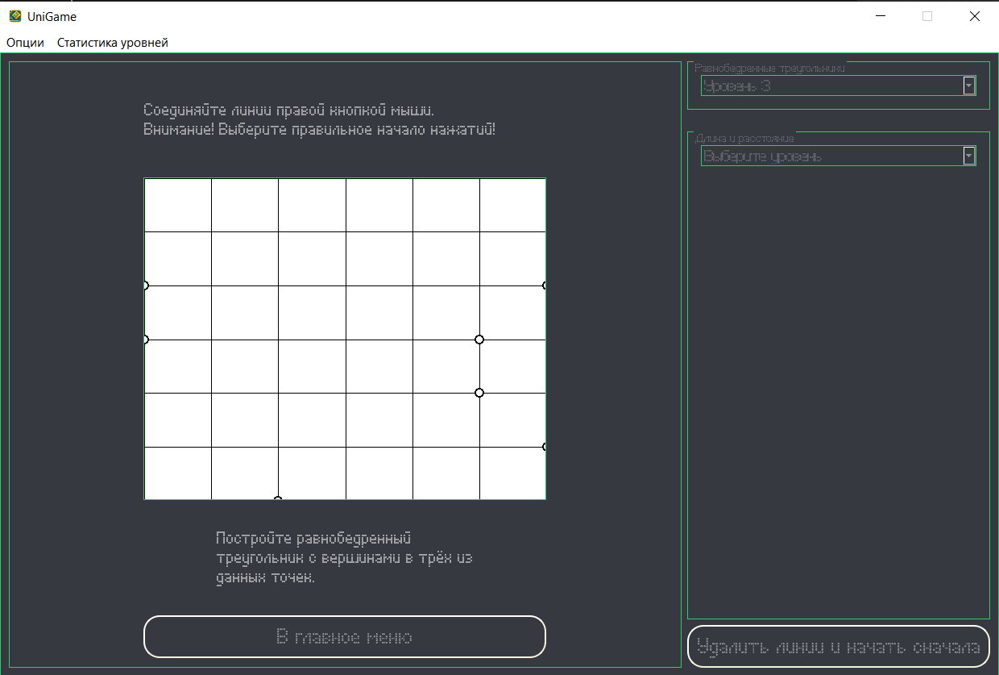 UniGame
Опции Статистика уровней
Соединяйте линии правой кнопкой мыши.
Внимание! Выберите правильное начало нажатий!
Равнобедренные треугольники
Уровень 3
Длина и расстояние
Выберите уровень
Постройте равнобедренный
треугольник с вершинами в трёх из
данных точек.
В главное меню
Удалить линии и начать сначала